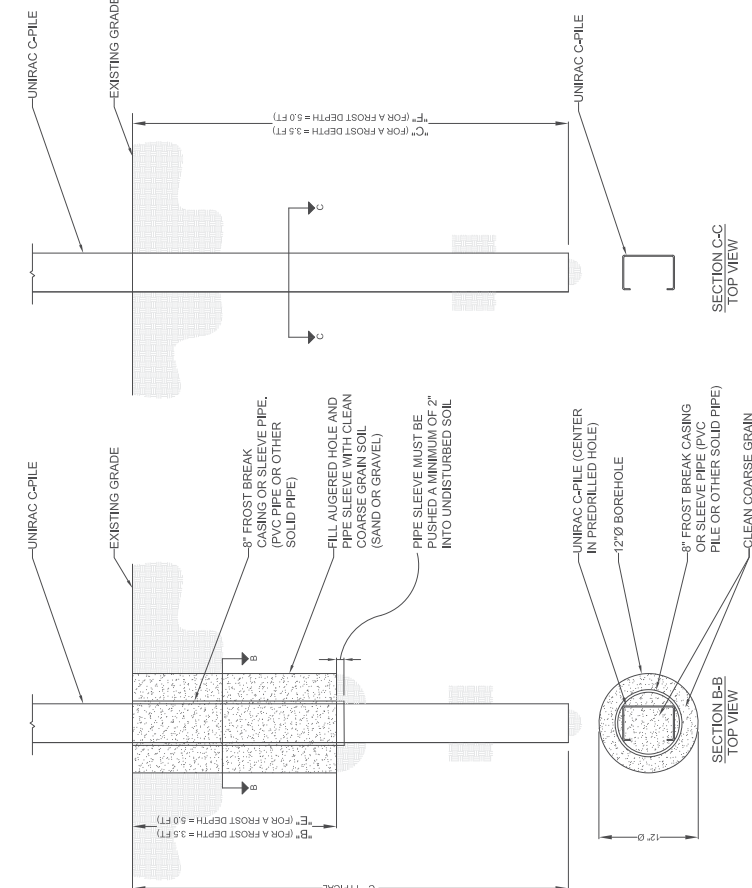 UNIRAC C-PILE
EXISTING GRADE
"C" (FOR A FROST DEPTH = 3.5 FT)
"F" (FOR A FROST DEPTH = 5.0 FT)
C
C
UNIRAC C-PILE
SECTION C-C
TOP VIEW
UNIRAC C-PILE
EXISTING GRADE
8" FROST BREAK
CASING OR SLEEVE PIPE.
(PVC PIPE OR OTHER
SOLID PIPE)
FILL AUGERED HOLE AND
PIPE SLEEVE WITH CLEAN
COARSE GRAIN SOIL
(SAND OR GRAVEL)
PIPE SLEEVE MUST BE
PUSHED A MINIMUM OF 2"
INTO UNDISTURBED SOIL
B
B
"B" (FOR A FROST DEPTH = 3.5 FT)
"E" (FOR A FROST DEPTH = 5.0 FT)
UNIRAC C-PILE (CENTER
IN PREDRILLED HOLE)
12"Ø BOREHOLE
8" FROST BREAK CASING
OR SLEEVE PIPE (PVC
PILE OR OTHER SOLID PIPE)
CLEAN COARSE GRAIN
12" Ø
SECTION B-B
TOP VIEW